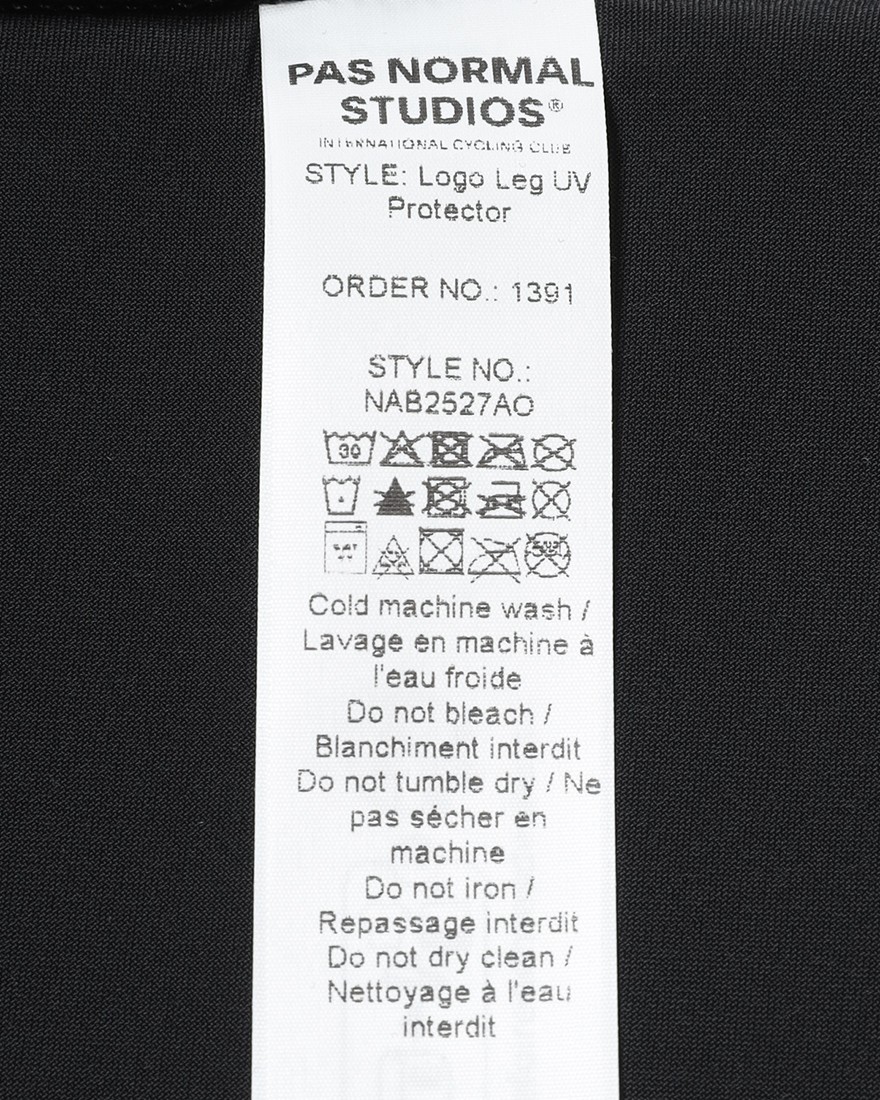 PAS NORMAL
STUDIOS®
INTERNATIONAL CYCLING CLUB
STYLE: Logo Leg UV
Protector
ORDER NO.: 1391
STYLE NO.:
NAB2527AO
30
Cold machine wash /
Lavage en machine à
l'eau froide
Do not bleach /
Blanchiment interdit
Do not tumble dry / Ne
pas sécher en
machine
Do not iron /
Repassage interdit
Do not dry clean /
Nettoyage à l'eau
interdit